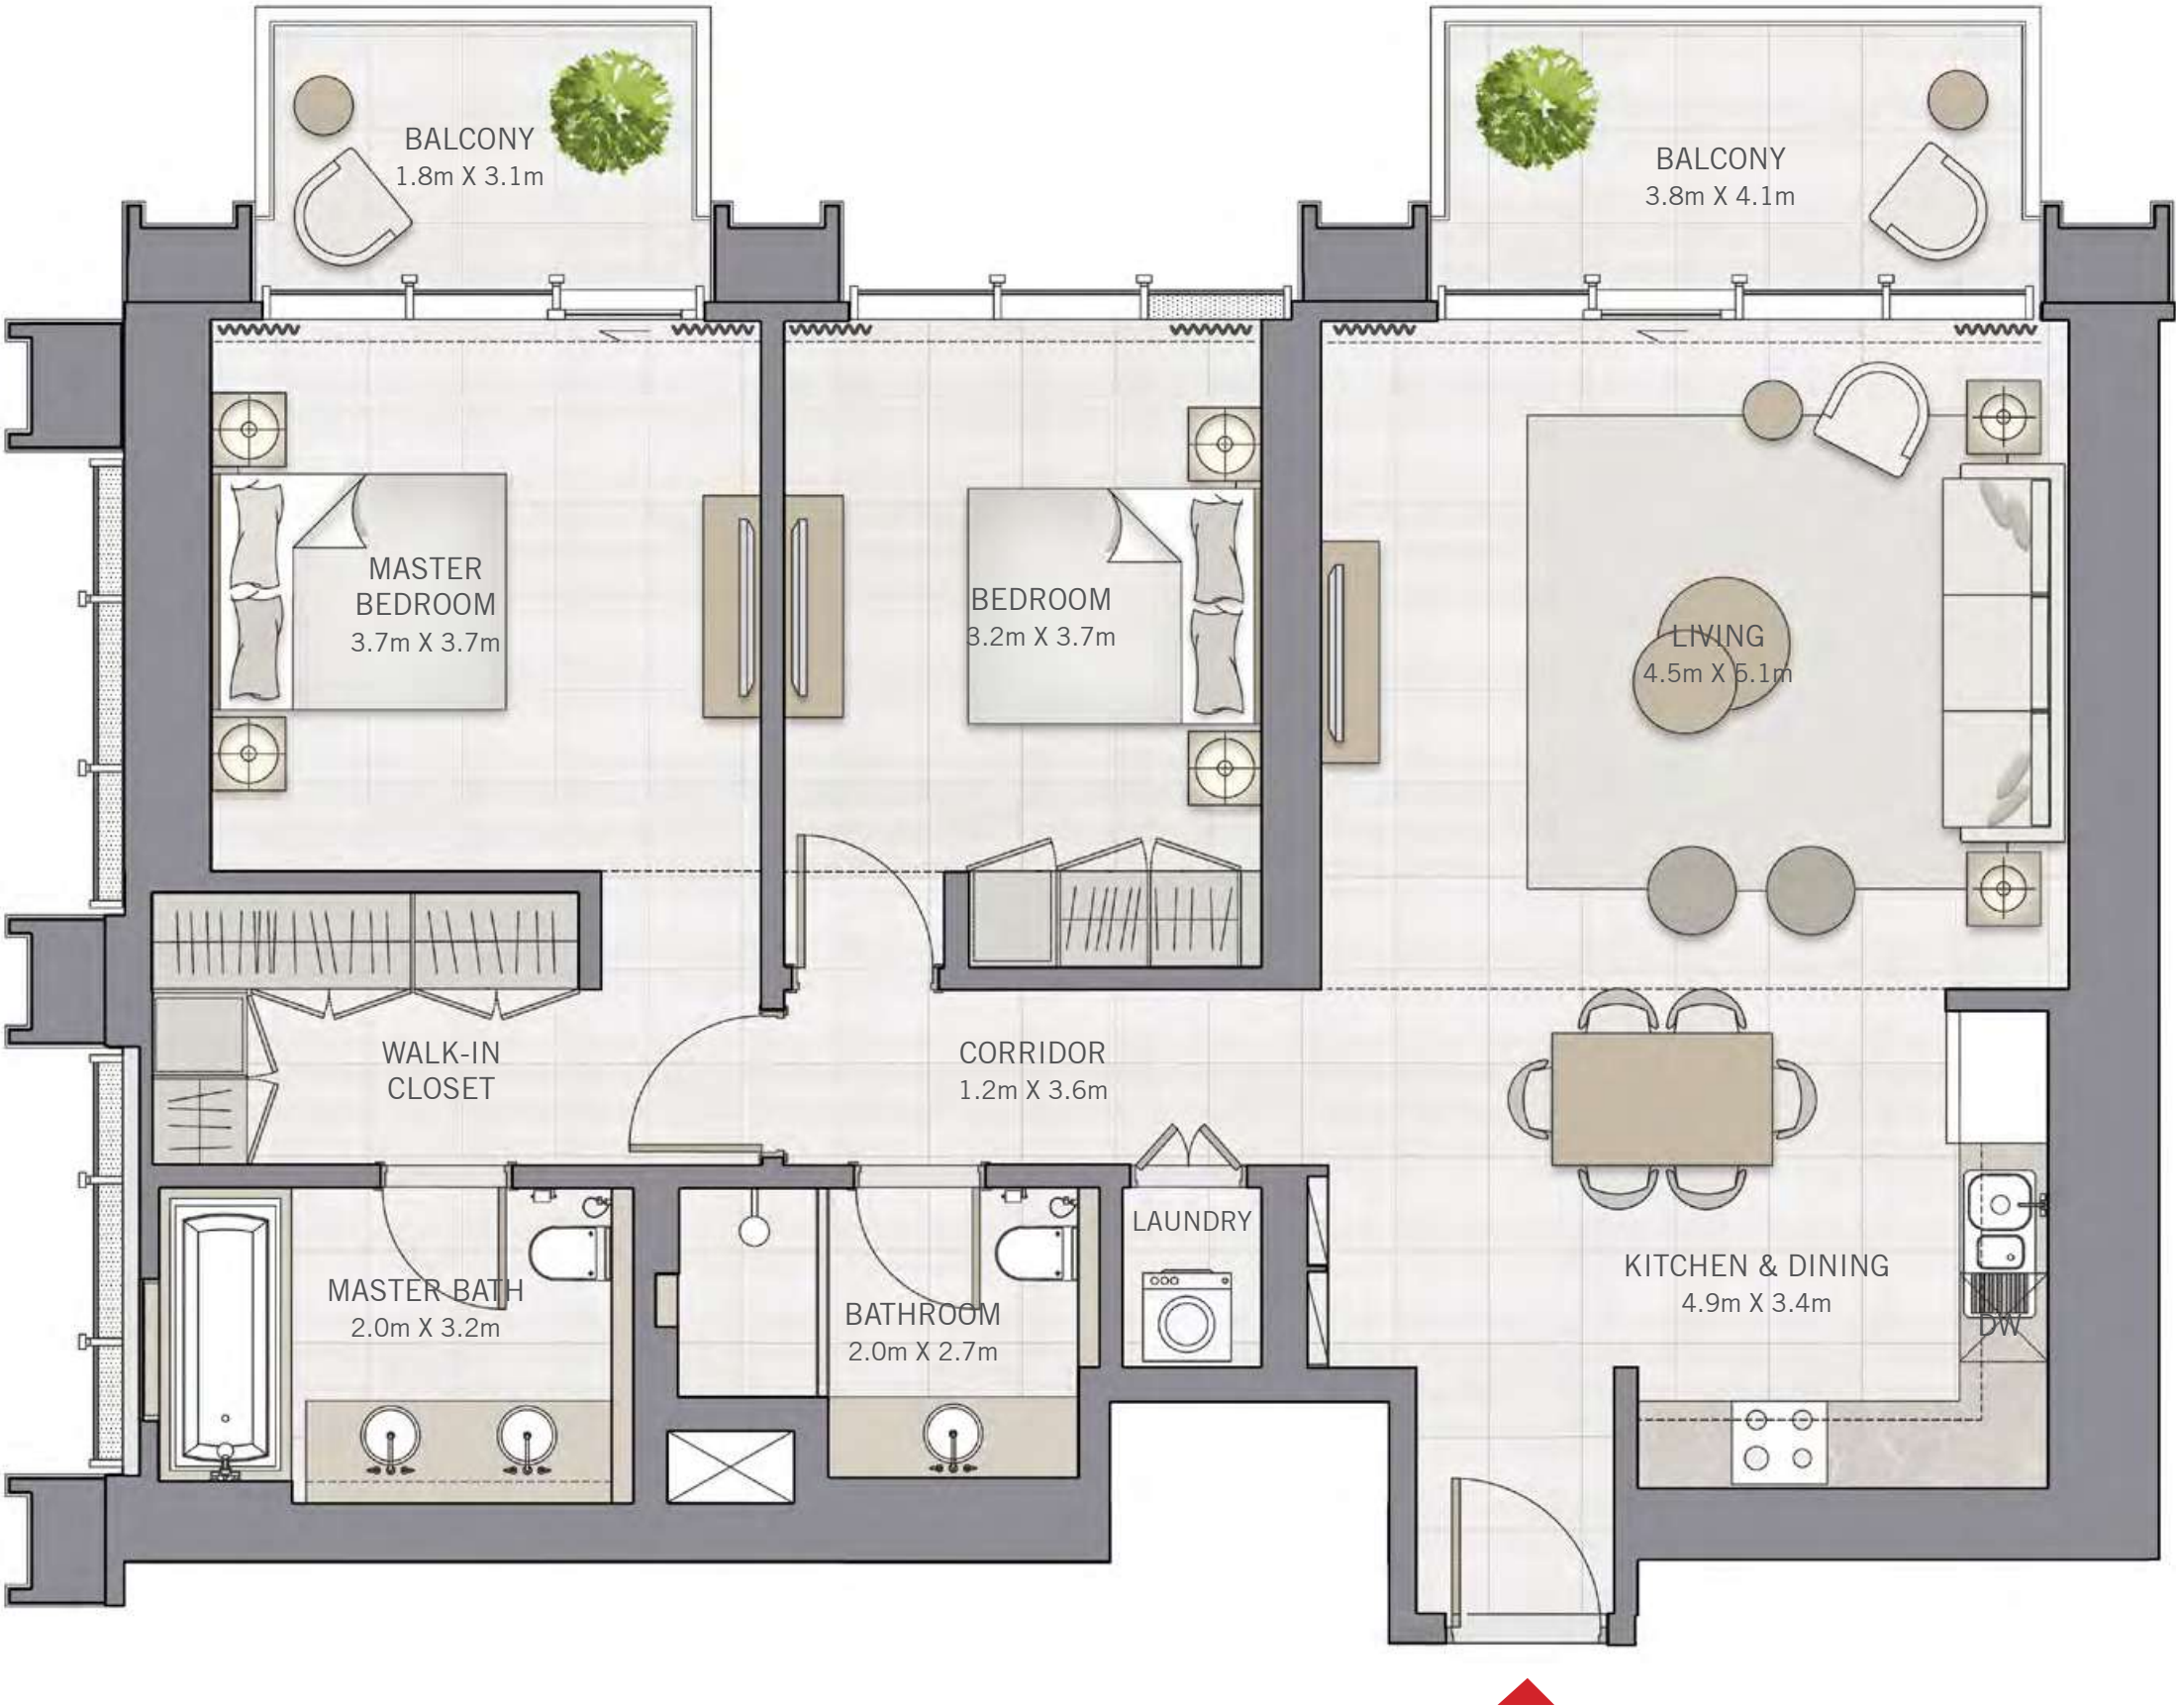 BALCONY
1.8m X 3.1m
BALCONY
3.8m X 4.1m
MASTER
BEDROOM
3.7m X 3.7m
BEDROOM
3.2m X 3.7m
LIVING
4.5m X 5.1m
WALK-IN
CLOSET
CORRIDOR
1.2m X 3.6m
LAUNDRY
KITCHEN & DINING
4.9m X 3.4m
DW
MASTER BATH
2.0m X 3.2m
BATHROOM
2.0m X 2.7m